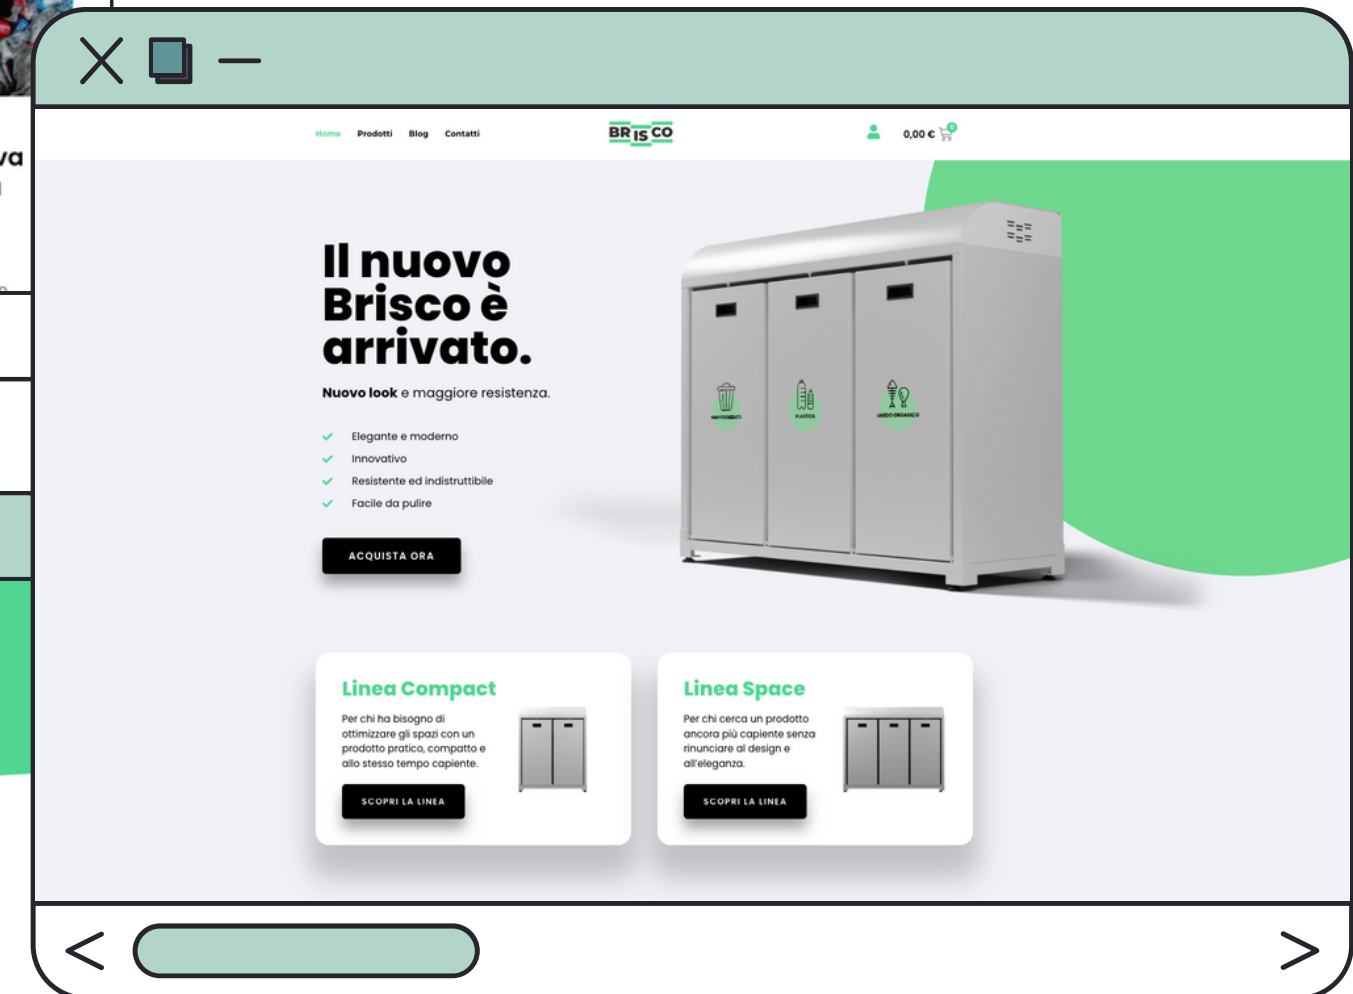 va
Home Prodotti Blog Contatti
BRISCO
0,00 € 0
Il nuovo
Brisco è
arrivato.
Nuovo look e maggiore resistenza.
Elegante e moderno
Innovativo
Resistente ed indistruttibile
Facile da pulire
ACQUISTA ORA
PLASTICA
UMIDO ORGANICO
Linea Compact
Per chi ha bisogno di
ottimizzare gli spazi con un
prodotto pratico, compatto e
allo stesso tempo capiente.
SCOPRI LA LINEA
Linea Space
Per chi cerca un prodotto
ancora più capiente senza
rinunciare al design e
all'eleganza.
SCOPRI LA LINEA